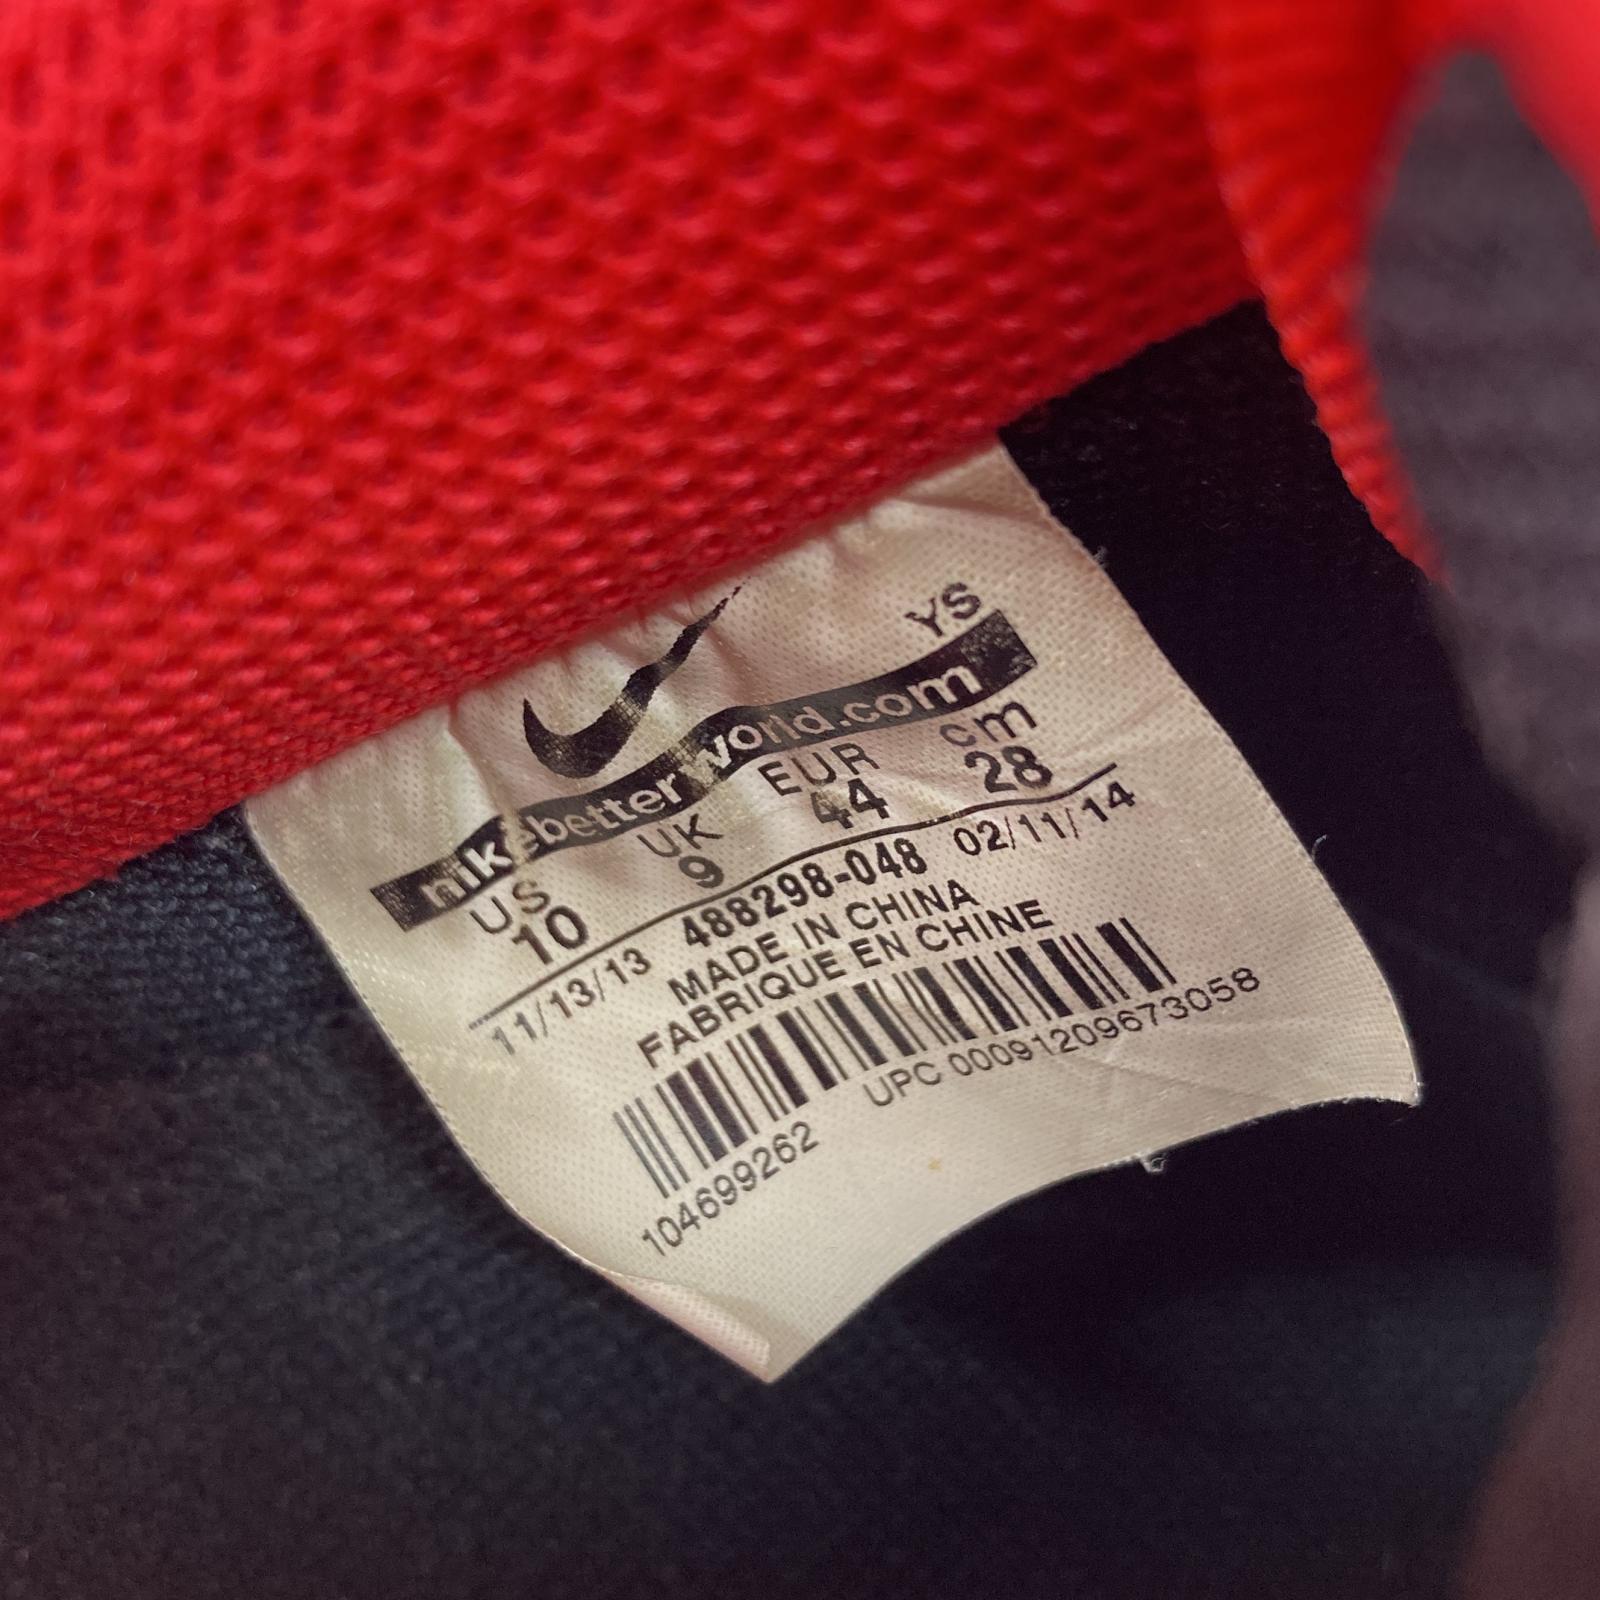 YS
nikebetterworld.com
US UK EUR cm
10 9 44 28
11/13/13 488298-048 02/11/14
MADE IN CHINA
FABRIQUE EN CHINE
UPC 00091209673058
104699262